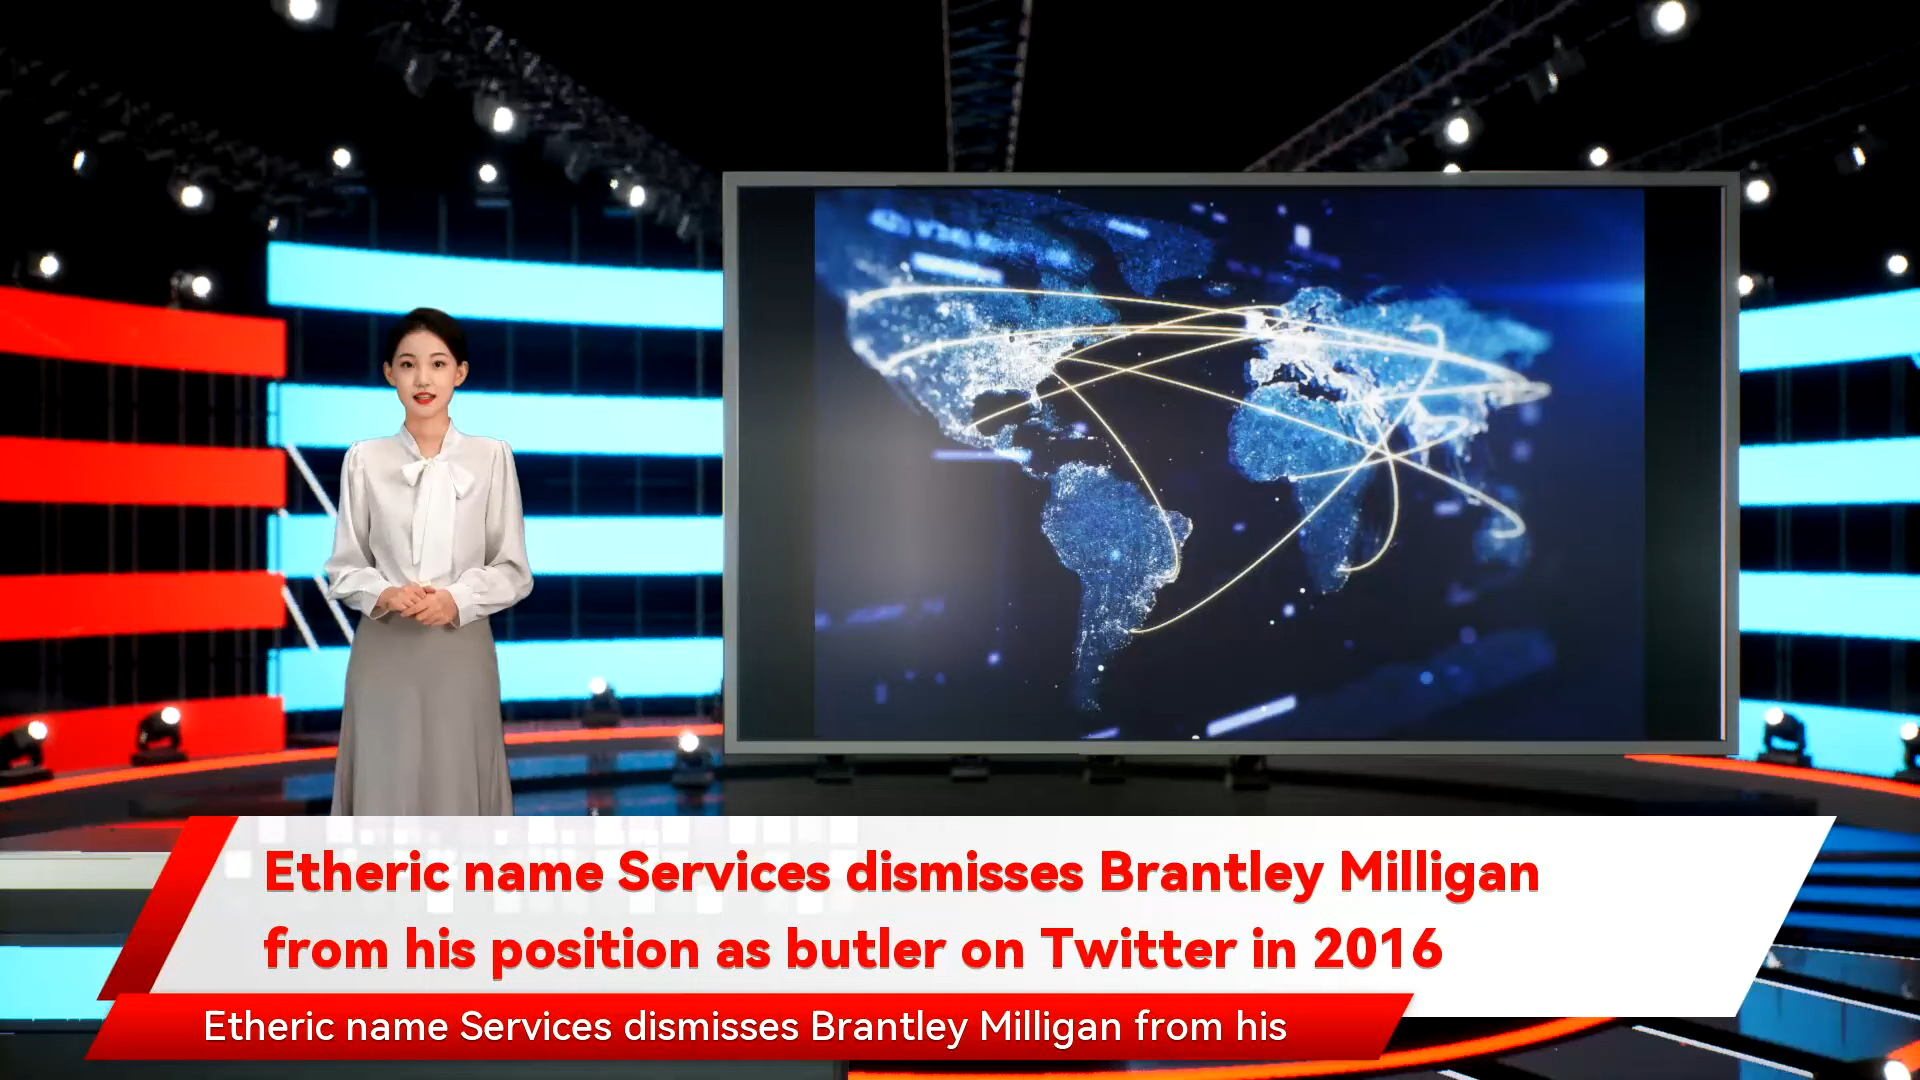 Etheric name Services dismisses Brantley Milligan
from his position as butler on Twitter in 2016
Etheric name Services dismisses Brantley Milligan from his